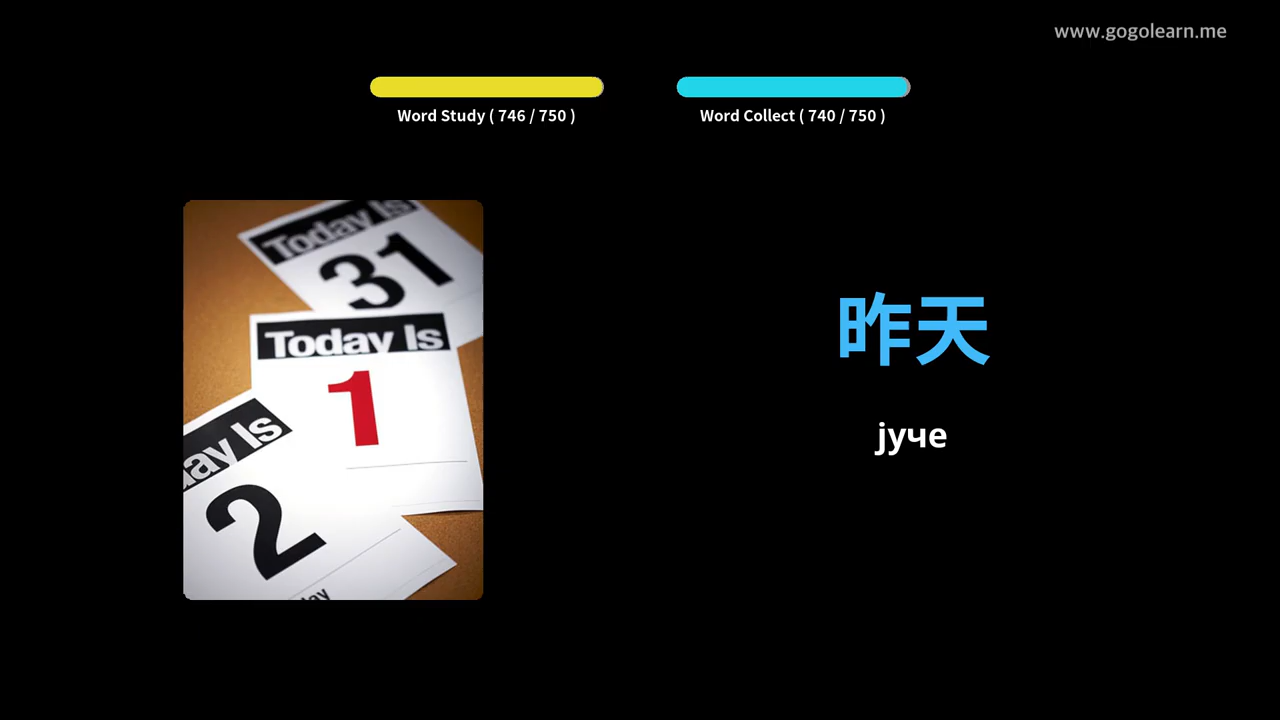 www.gogolearn.me
Word Study ( 746 / 750 )
Word Collect ( 740 / 750 )
Today Is
31
Today Is
1
ay Is
2
昨天
јуче